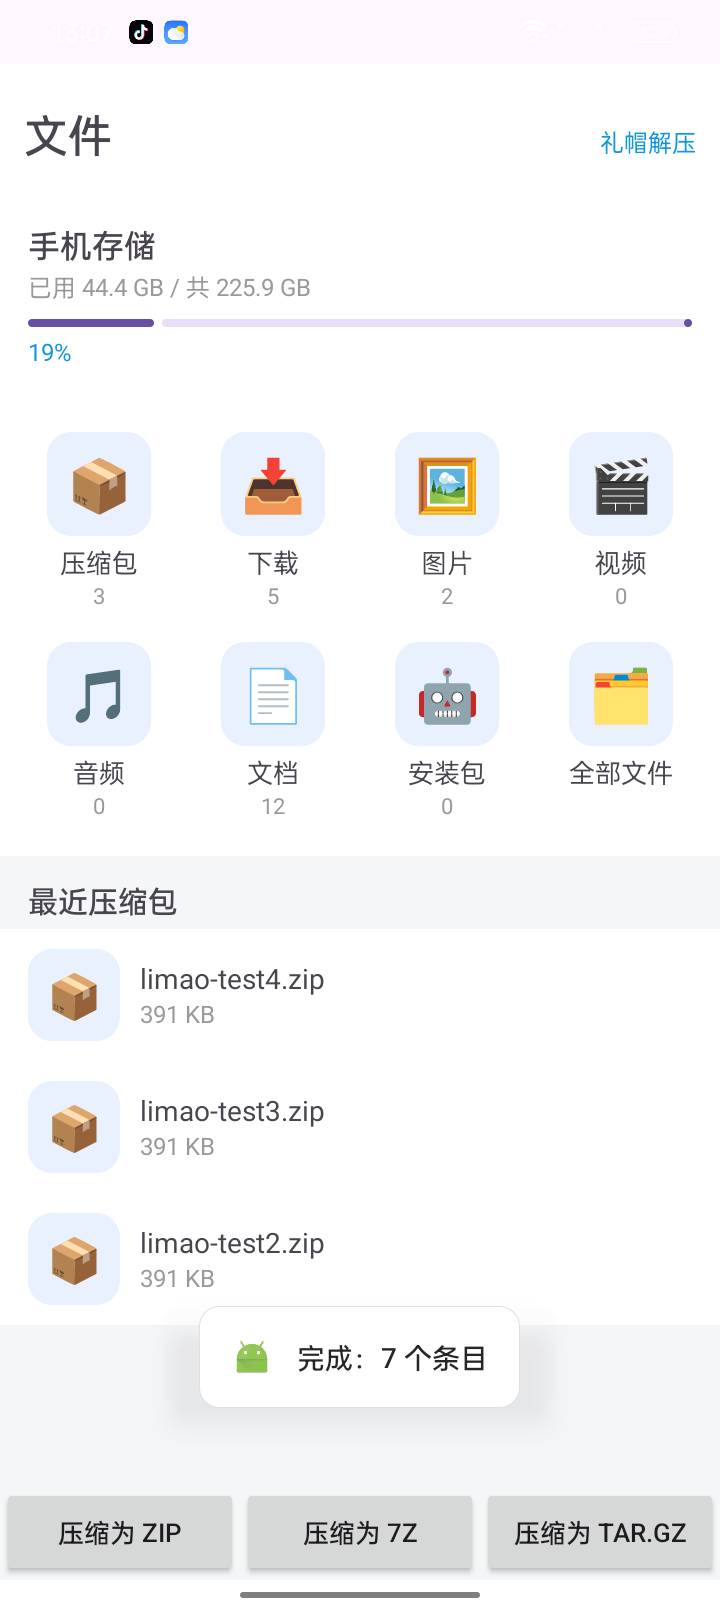 13:07
文件
礼帽解压
手机存储
已用 44.4 GB / 共 225.9 GB
19%
压缩包
3
下载
5
图片
2
视频
0
音频
0
文档
12
安装包
0
全部文件
最近压缩包
limao-test4.zip
391 KB
limao-test3.zip
391 KB
limao-test2.zip
391 KB
完成：7 个条目
压缩为 ZIP
压缩为 7Z
压缩为 TAR.GZ